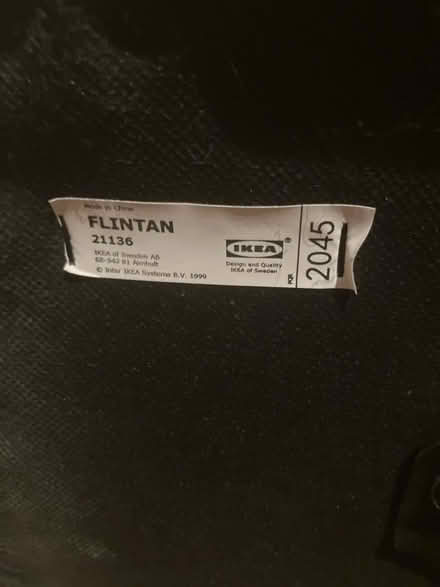 Made in China
FLINTAN
21136
IKEA of Sweden AB
SE-343 81 Älmhult
© Inter IKEA Systems B.V. 1999
IKEA®
Design and Quality
IKEA of Sweden
PQR
2045